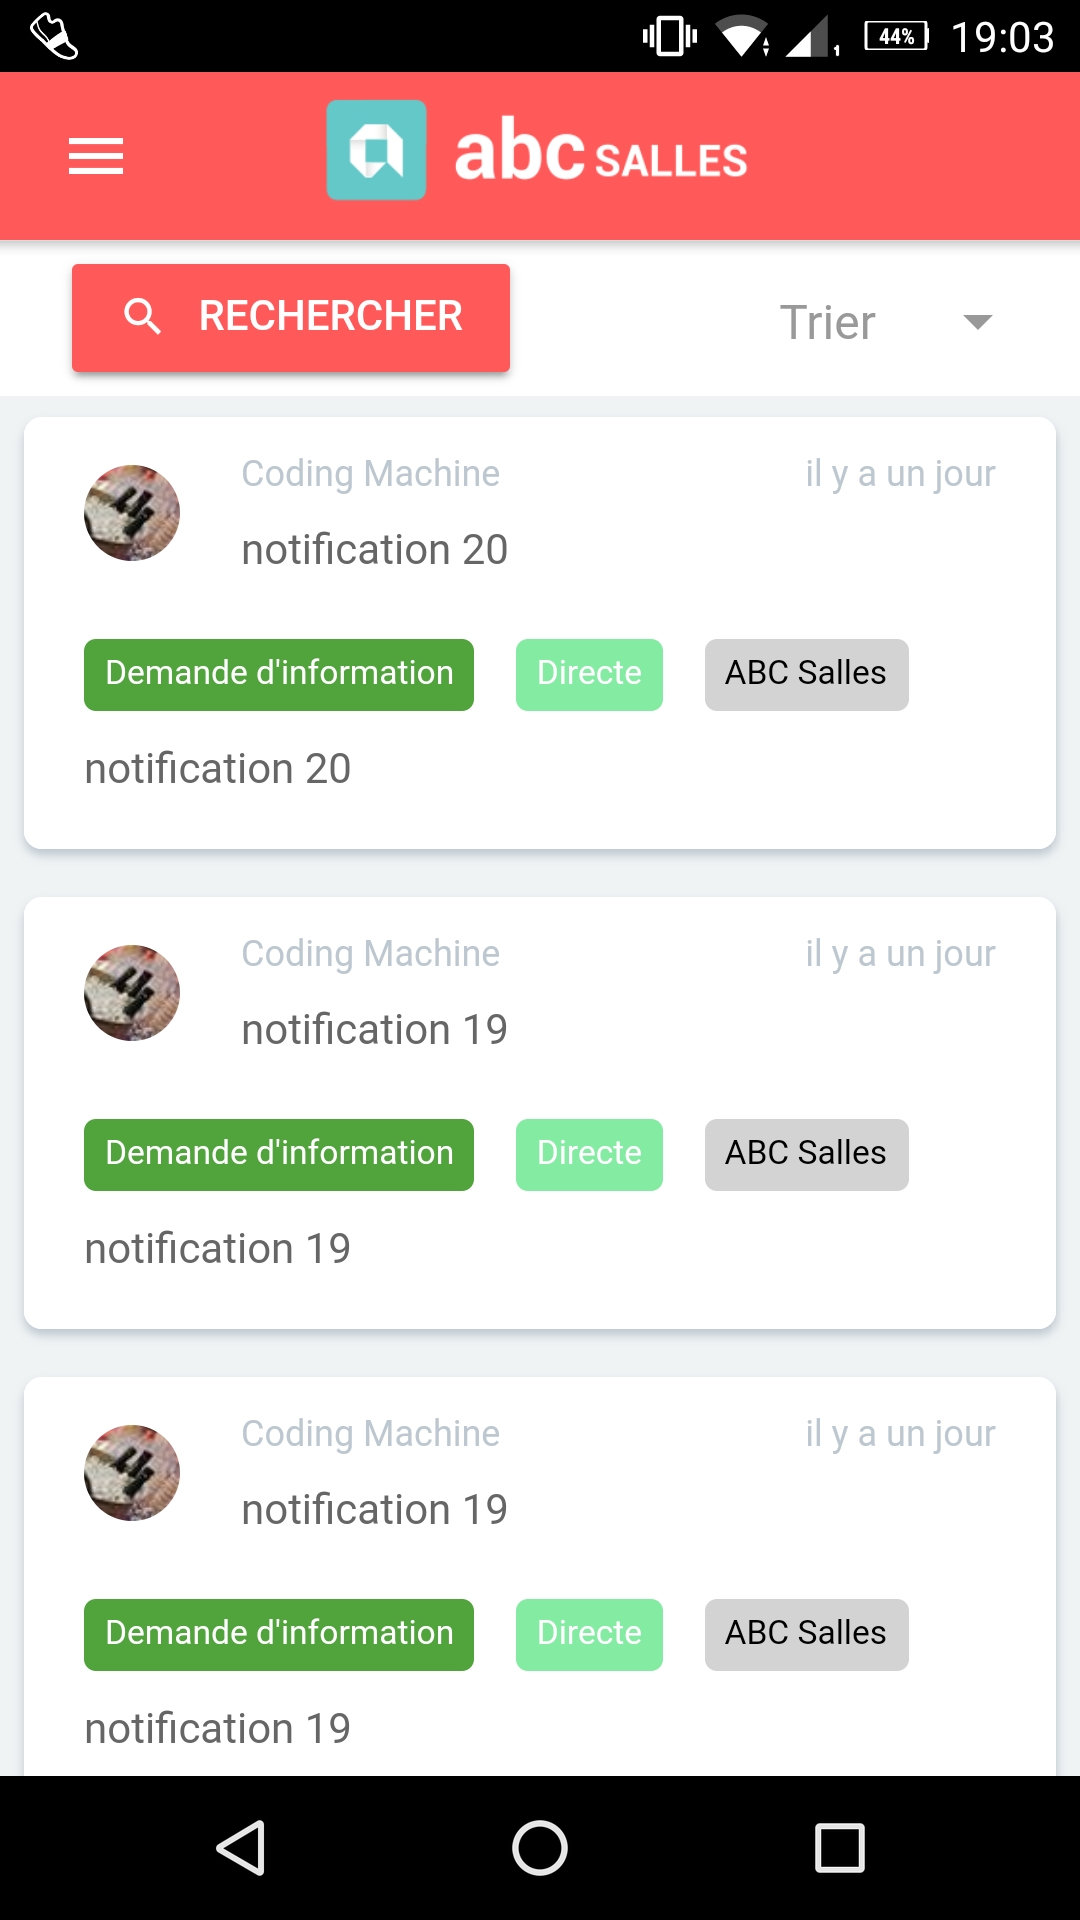 44% 19:03
abc SALLES
RECHERCHER Trier
Coding Machine il y a un jour
notification 20
Demande d'information Directe ABC Salles
notification 20
Coding Machine il y a un jour
notification 19
Demande d'information Directe ABC Salles
notification 19
Coding Machine il y a un jour
notification 19
Demande d'information Directe ABC Salles
notification 19